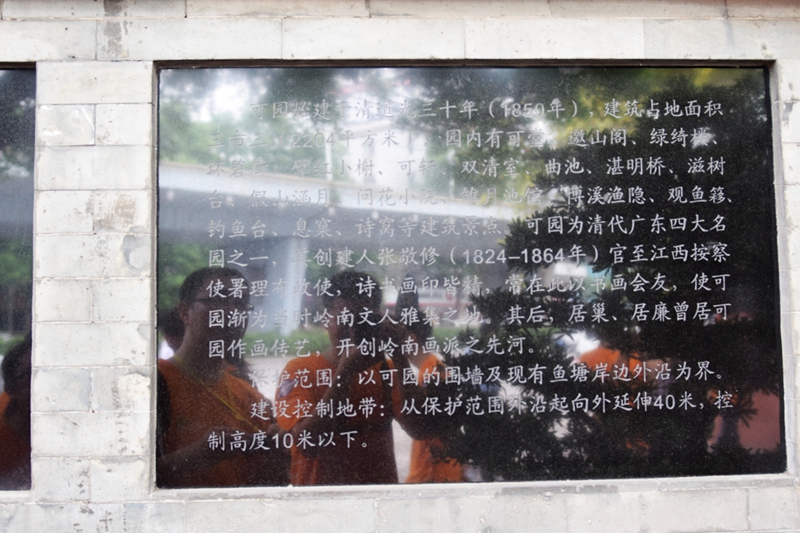 可园始建于清道光三十年（1850年），建筑占地面积
三亩三（2204平方米）。园内有可堂、邀山阁、绿绮楼、
小榭、可轩、双清室、曲池、湛明桥、滋树
台、假山涵月、问花小院、博溪渔隐、观鱼簃、
钓鱼台、息窠、诗窝等建筑景点。可园为清代广东四大名
园之一，其创建人张敬修（1824–1864年）官至江西按察
使署理布政使，诗书画印皆精，常在此以书画会友，使可
园渐为当时岭南文人雅集之地。其后，居巢、居廉曾居可
园作画传艺，开创岭南画派之先河。
保护范围：以可园的围墙及现有鱼塘岸边外沿为界。
建设控制地带：从保护范围外沿起向外延伸40米，控
制高度10米以下。